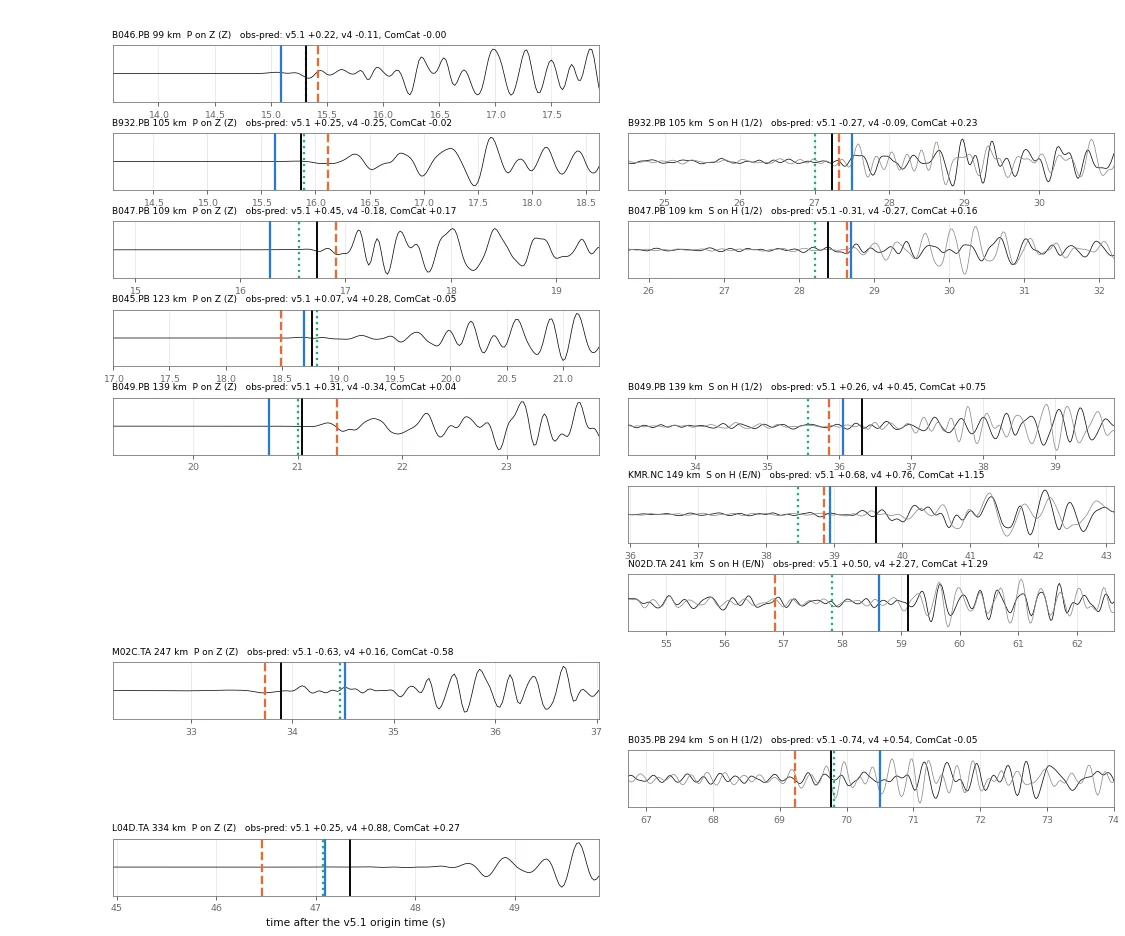 B046.PB 99 km P on Z (Z) obs-pred: v5.1 +0.22, v4 -0.11, ComCat -0.00
14.0 14.5 15.0 15.5 16.0 16.5 17.0 17.5
B932.PB 105 km P on Z (Z) obs-pred: v5.1 +0.25, v4 -0.25, ComCat -0.02
14.5 15.0 15.5 16.0 16.5 17.0 17.5 18.0 18.5
B932.PB 105 km S on H (1/2) obs-pred: v5.1 -0.27, v4 -0.09, ComCat +0.23
25 26 27 28 29 30
B047.PB 109 km P on Z (Z) obs-pred: v5.1 +0.45, v4 -0.18, ComCat +0.17
15 16 17 18 19
B047.PB 109 km S on H (1/2) obs-pred: v5.1 -0.31, v4 -0.27, ComCat +0.16
26 27 28 29 30 31 32
B045.PB 123 km P on Z (Z) obs-pred: v5.1 +0.07, v4 +0.28, ComCat -0.05
17.0 17.5 18.0 18.5 19.0 19.5 20.0 20.5 21.0
B049.PB 139 km P on Z (Z) obs-pred: v5.1 +0.31, v4 -0.34, ComCat +0.04
20 21 22 23
B049.PB 139 km S on H (1/2) obs-pred: v5.1 +0.26, v4 +0.45, ComCat +0.75
34 35 36 37 38 39
KMR.NC 149 km S on H (E/N) obs-pred: v5.1 +0.68, v4 +0.76, ComCat +1.15
36 37 38 39 40 41 42 43
N02D.TA 241 km S on H (E/N) obs-pred: v5.1 +0.50, v4 +2.27, ComCat +1.29
55 56 57 58 59 60 61 62
M02C.TA 247 km P on Z (Z) obs-pred: v5.1 -0.63, v4 +0.16, ComCat -0.58
33 34 35 36 37
B035.PB 294 km S on H (1/2) obs-pred: v5.1 -0.74, v4 +0.54, ComCat -0.05
67 68 69 70 71 72 73 74
L04D.TA 334 km P on Z (Z) obs-pred: v5.1 +0.25, v4 +0.88, ComCat +0.27
45 46 47 48 49
time after the v5.1 origin time (s)